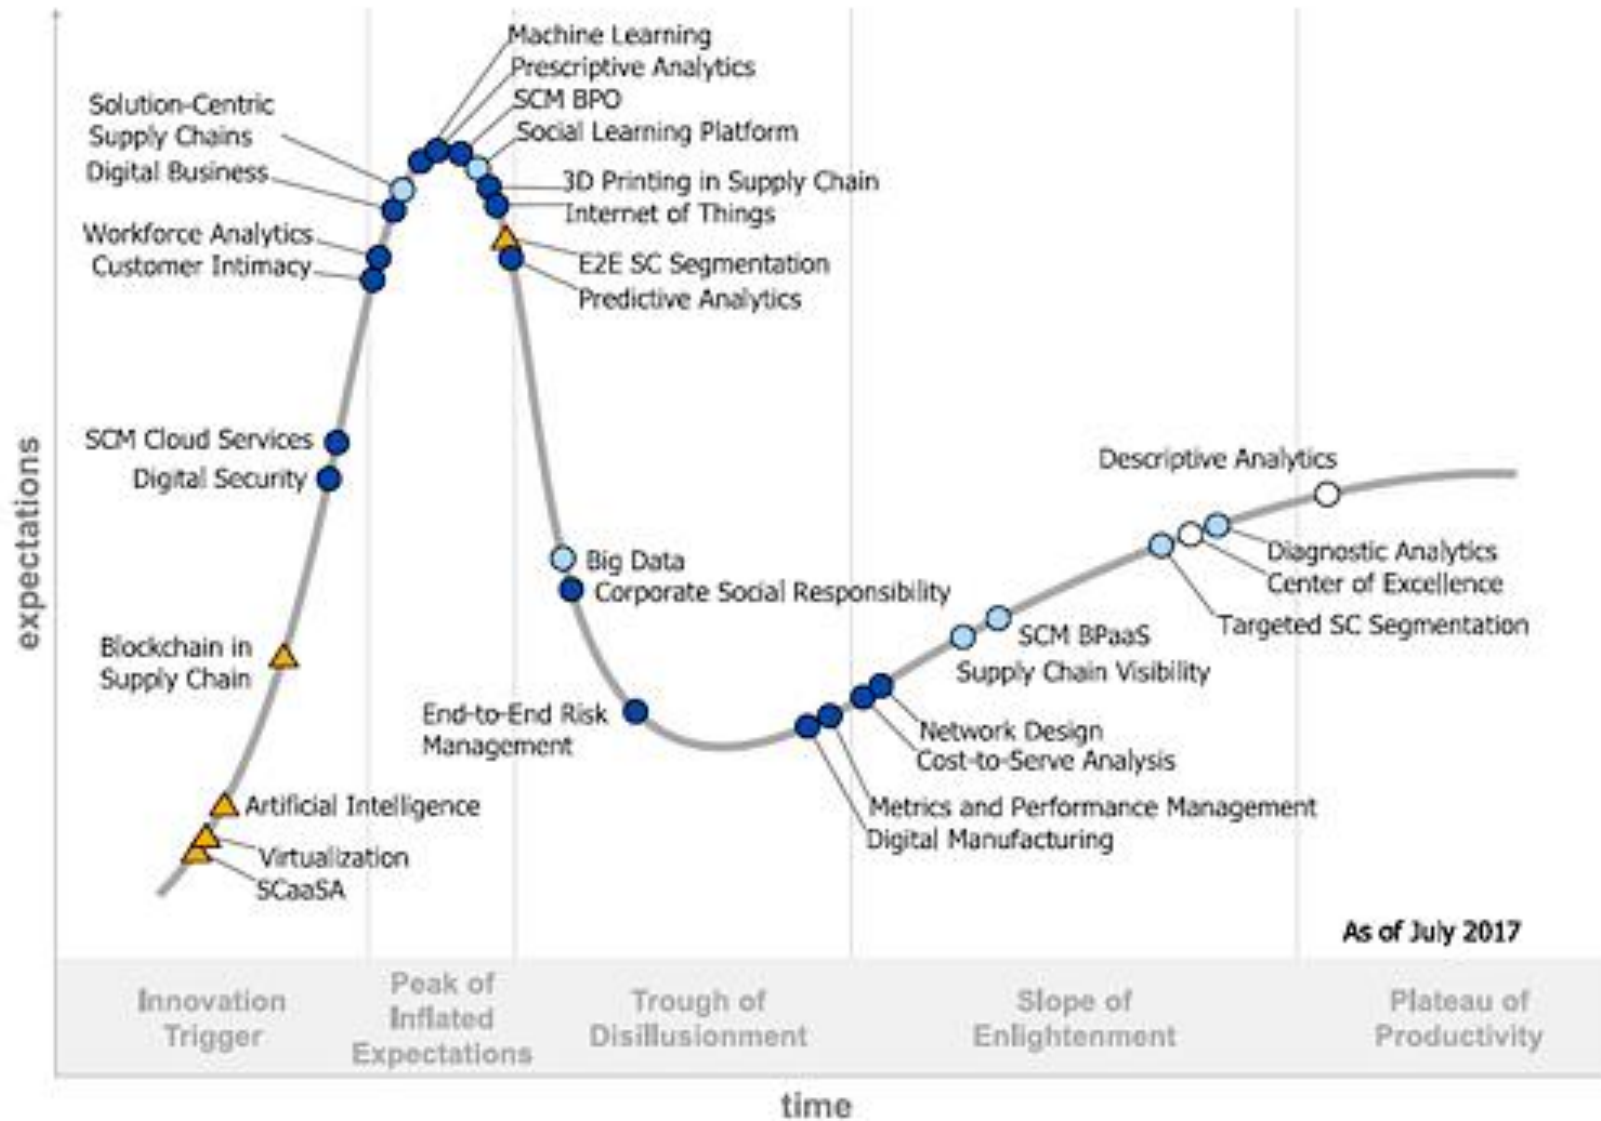 Machine Learning
Prescriptive Analytics
SCM BPO
Social Learning Platform
3D Printing in Supply Chain
Internet of Things
E2E SC Segmentation
Predictive Analytics
Solution-Centric
Supply Chains
Digital Business
Workforce Analytics
Customer Intimacy
SCM Cloud Services
Digital Security
Blockchain in
Supply Chain
Artificial Intelligence
Virtualization
SCaaSA
Big Data
Corporate Social Responsibility
End-to-End Risk
Management
Descriptive Analytics
Diagnostic Analytics
Center of Excellence
Targeted SC Segmentation
SCM BPaaS
Supply Chain Visibility
Network Design
Cost-to-Serve Analysis
Metrics and Performance Management
Digital Manufacturing
As of July 2017
expectations
Innovation
Trigger
Peak of
Inflated
Expectations
Trough of
Disillusionment
Slope of
Enlightenment
Plateau of
Productivity
time